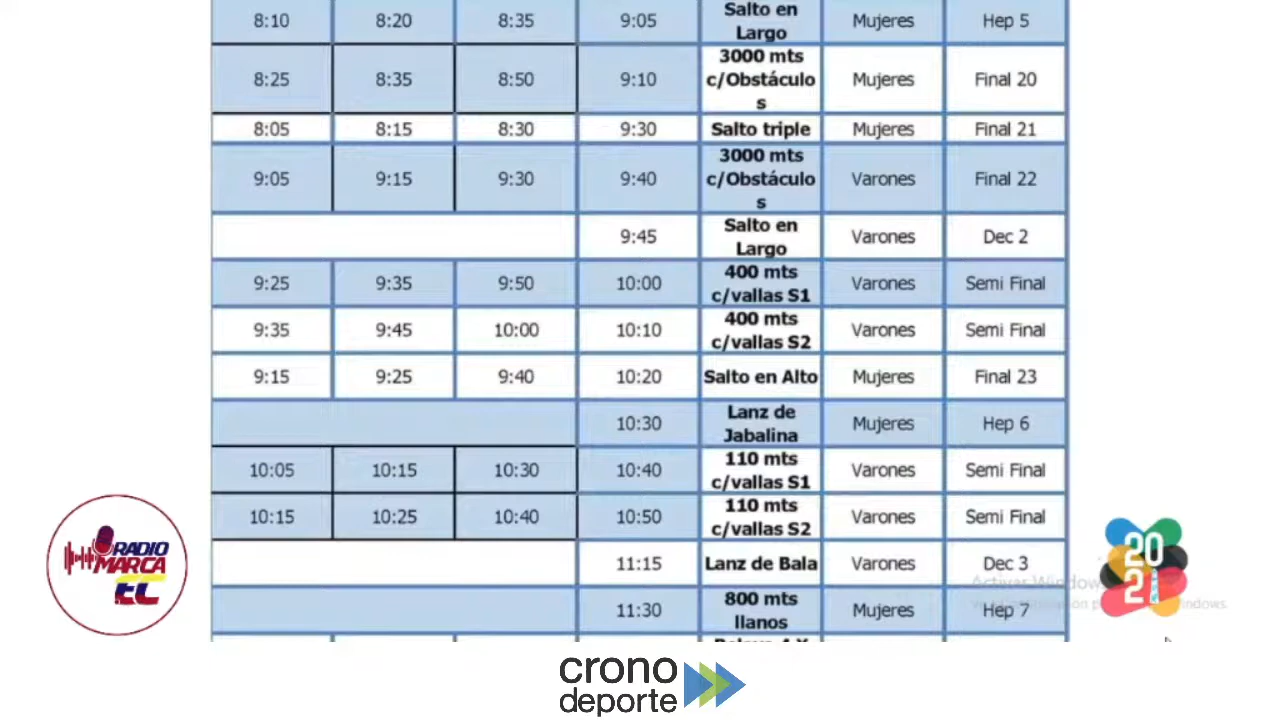 8:10 8:20 8:35 9:05 Salto en Largo Mujeres Hep 5
8:25 8:35 8:50 9:10 3000 mts c/Obstáculos Mujeres Final 20
8:05 8:15 8:30 9:30 Salto triple Mujeres Final 21
9:05 9:15 9:30 9:40 3000 mts c/Obstáculos Varones Final 22
9:45 Salto en Largo Varones Dec 2
9:25 9:35 9:50 10:00 400 mts c/vallas S1 Varones Semi Final
9:35 9:45 10:00 10:10 400 mts c/vallas S2 Varones Semi Final
9:15 9:25 9:40 10:20 Salto en Alto Mujeres Final 23
10:30 Lanz de Jabalina Mujeres Hep 6
10:05 10:15 10:30 10:40 110 mts c/vallas S1 Varones Semi Final
10:15 10:25 10:40 10:50 110 mts c/vallas S2 Varones Semi Final
11:15 Lanz de Bala Varones Dec 3
11:30 800 mts llanos Mujeres Hep 7
RADIO
MARCA
EC
2021
Activar Windows
crono
deporte